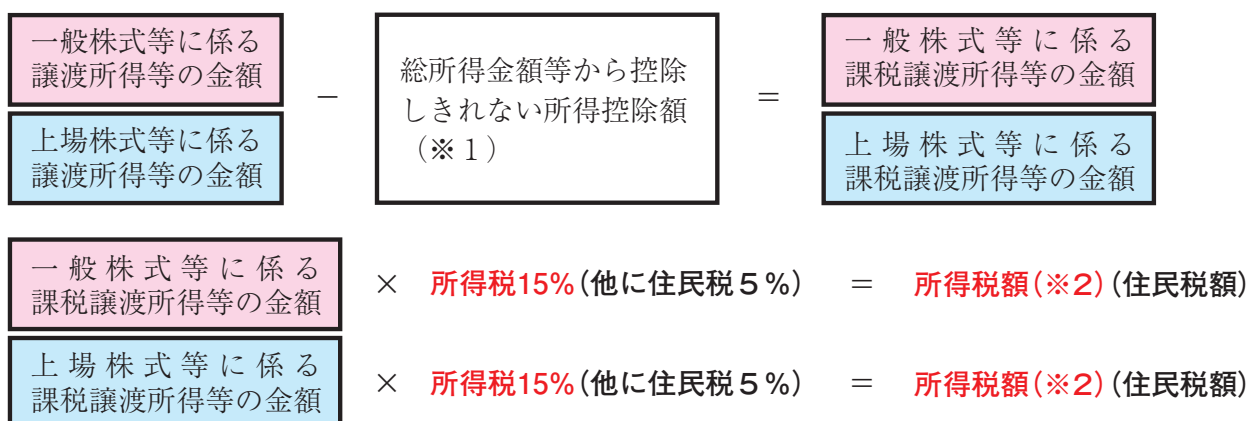 一般株式等に係る
譲渡所得等の金額
上場株式等に係る
譲渡所得等の金額
－
総所得金額等から控除
しきれない所得控除額
（※１）
＝
一般株式等に係る
課税譲渡所得等の金額
上場株式等に係る
課税譲渡所得等の金額
一般株式等に係る
課税譲渡所得等の金額
× 所得税15%(他に住民税５%) ＝ 所得税額(※2)(住民税額)
上場株式等に係る
課税譲渡所得等の金額
× 所得税15%(他に住民税５%) ＝ 所得税額(※2)(住民税額)